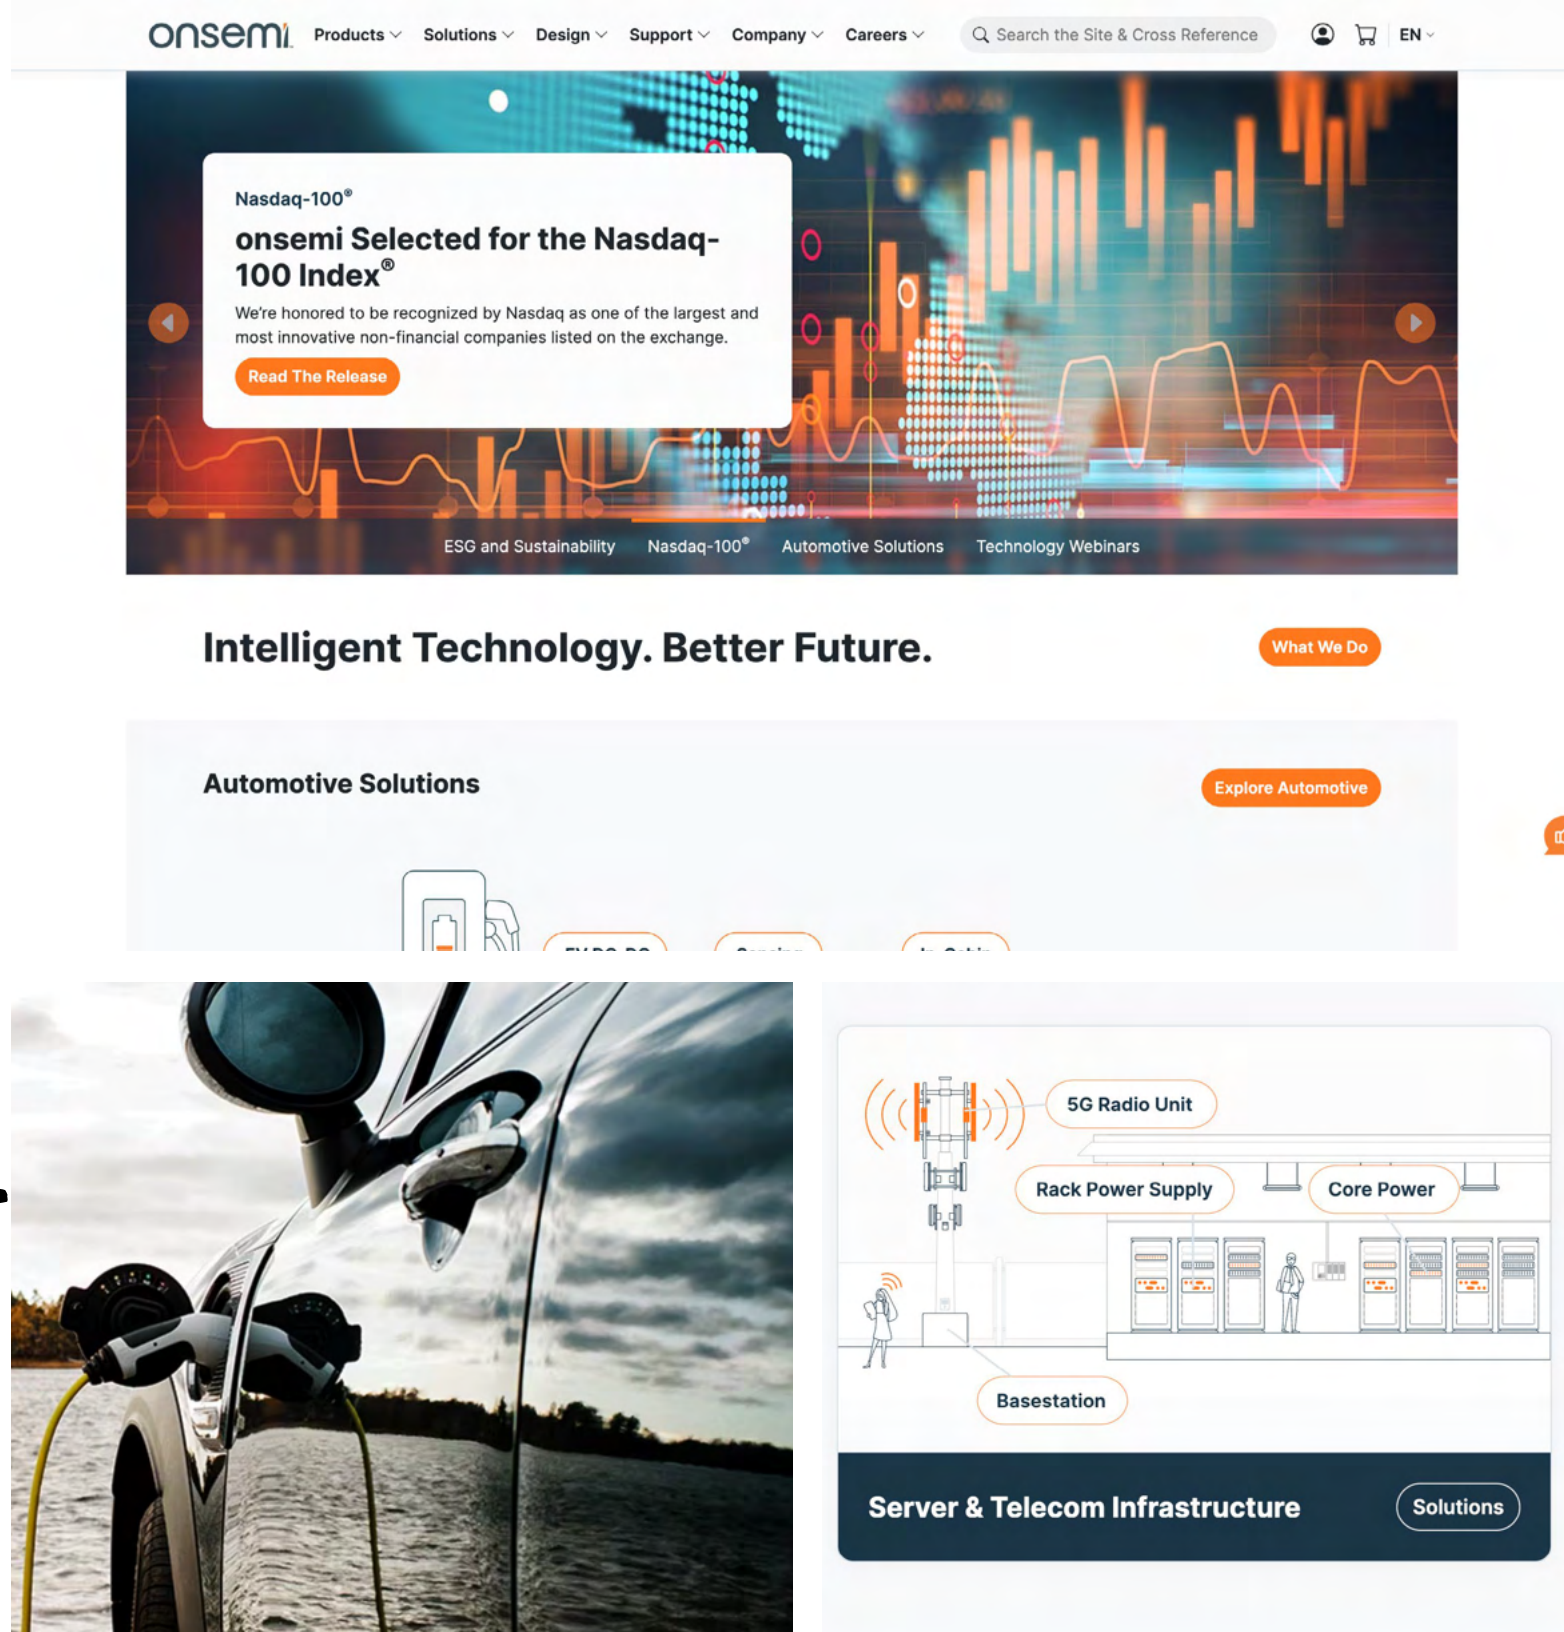 onsemi Products Solutions Design Support Company Careers Search the Site & Cross Reference EN
Nasdaq-100®
onsemi Selected for the Nasdaq-
100 Index®
We're honored to be recognized by Nasdaq as one of the largest and
most innovative non-financial companies listed on the exchange.
Read The Release
ESG and Sustainability Nasdaq-100® Automotive Solutions Technology Webinars
Intelligent Technology. Better Future.
What We Do
Automotive Solutions
Explore Automotive
5G Radio Unit
Rack Power Supply
Core Power
Basestation
Server & Telecom Infrastructure
Solutions